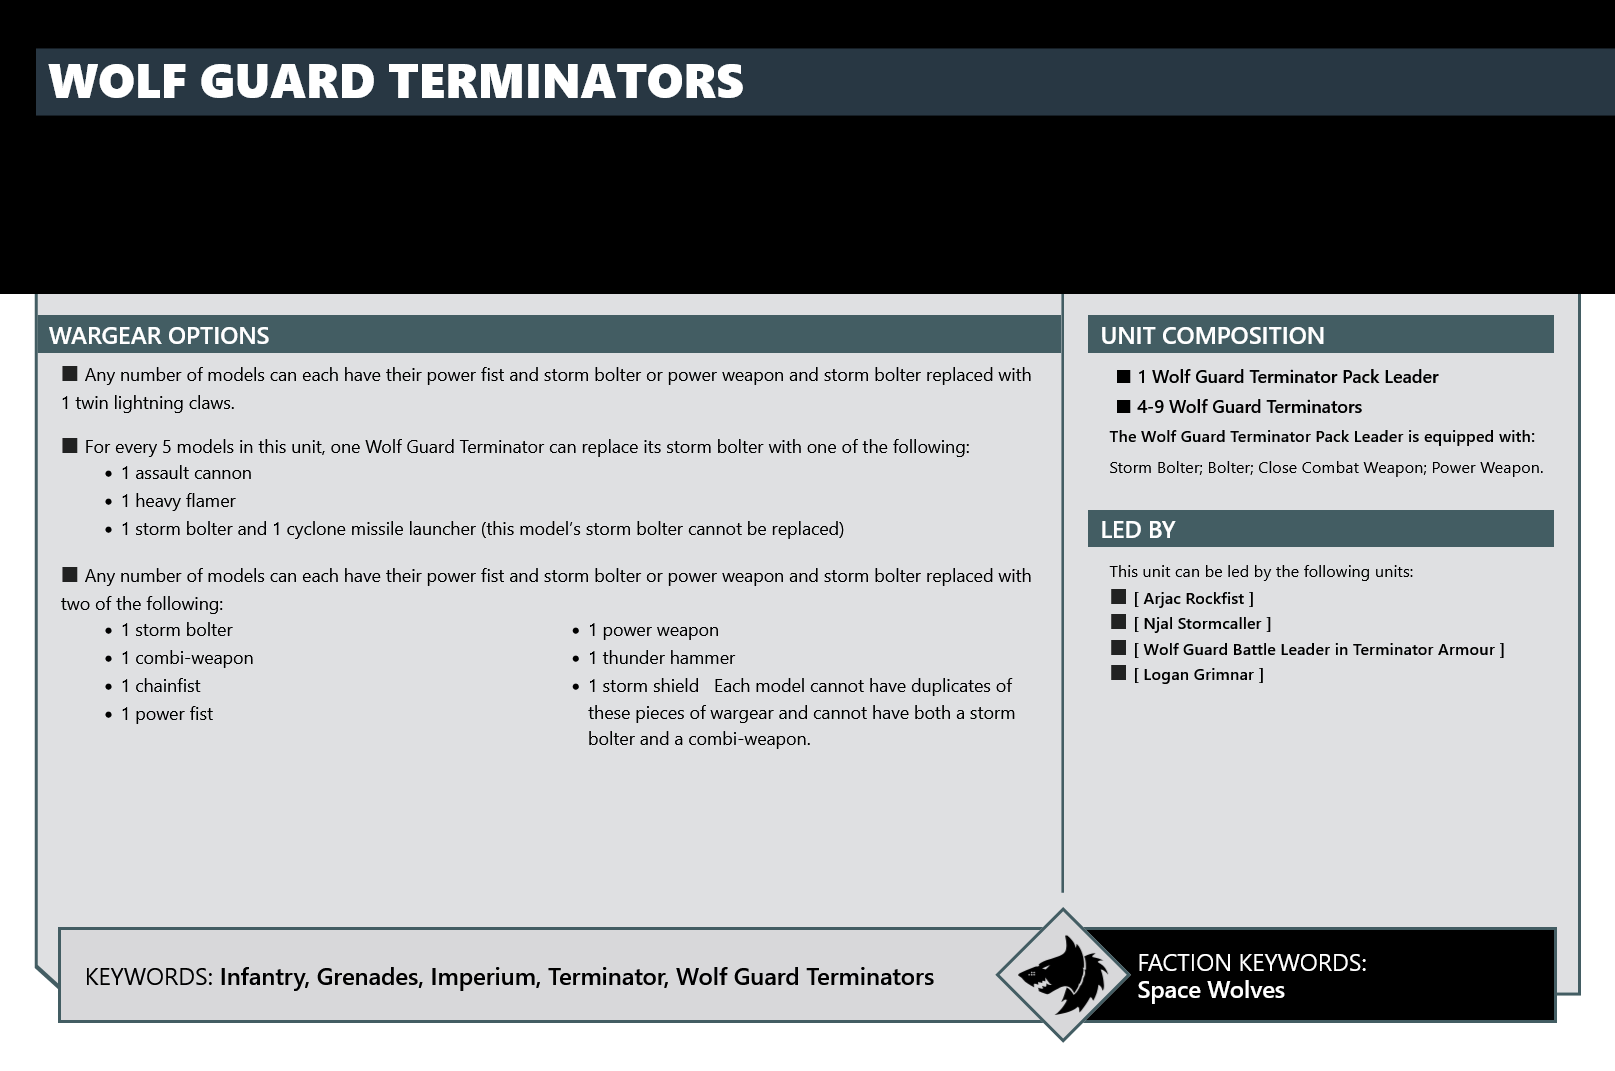 WOLF GUARD TERMINATORS
WARGEAR OPTIONS
■ Any number of models can each have their power fist and storm bolter or power weapon and storm bolter replaced with
1 twin lightning claws.
■ For every 5 models in this unit, one Wolf Guard Terminator can replace its storm bolter with one of the following:
• 1 assault cannon
• 1 heavy flamer
• 1 storm bolter and 1 cyclone missile launcher (this model’s storm bolter cannot be replaced)
■ Any number of models can each have their power fist and storm bolter or power weapon and storm bolter replaced with
two of the following:
• 1 storm bolter
• 1 combi-weapon
• 1 chainfist
• 1 power fist
• 1 power weapon
• 1 thunder hammer
• 1 storm shield Each model cannot have duplicates of
these pieces of wargear and cannot have both a storm
bolter and a combi-weapon.
UNIT COMPOSITION
■ 1 Wolf Guard Terminator Pack Leader
■ 4-9 Wolf Guard Terminators
The Wolf Guard Terminator Pack Leader is equipped with:
Storm Bolter; Bolter; Close Combat Weapon; Power Weapon.
LED BY
This unit can be led by the following units:
■ [ Arjac Rockfist ]
■ [ Njal Stormcaller ]
■ [ Wolf Guard Battle Leader in Terminator Armour ]
■ [ Logan Grimnar ]
KEYWORDS: Infantry, Grenades, Imperium, Terminator, Wolf Guard Terminators
FACTION KEYWORDS:
Space Wolves